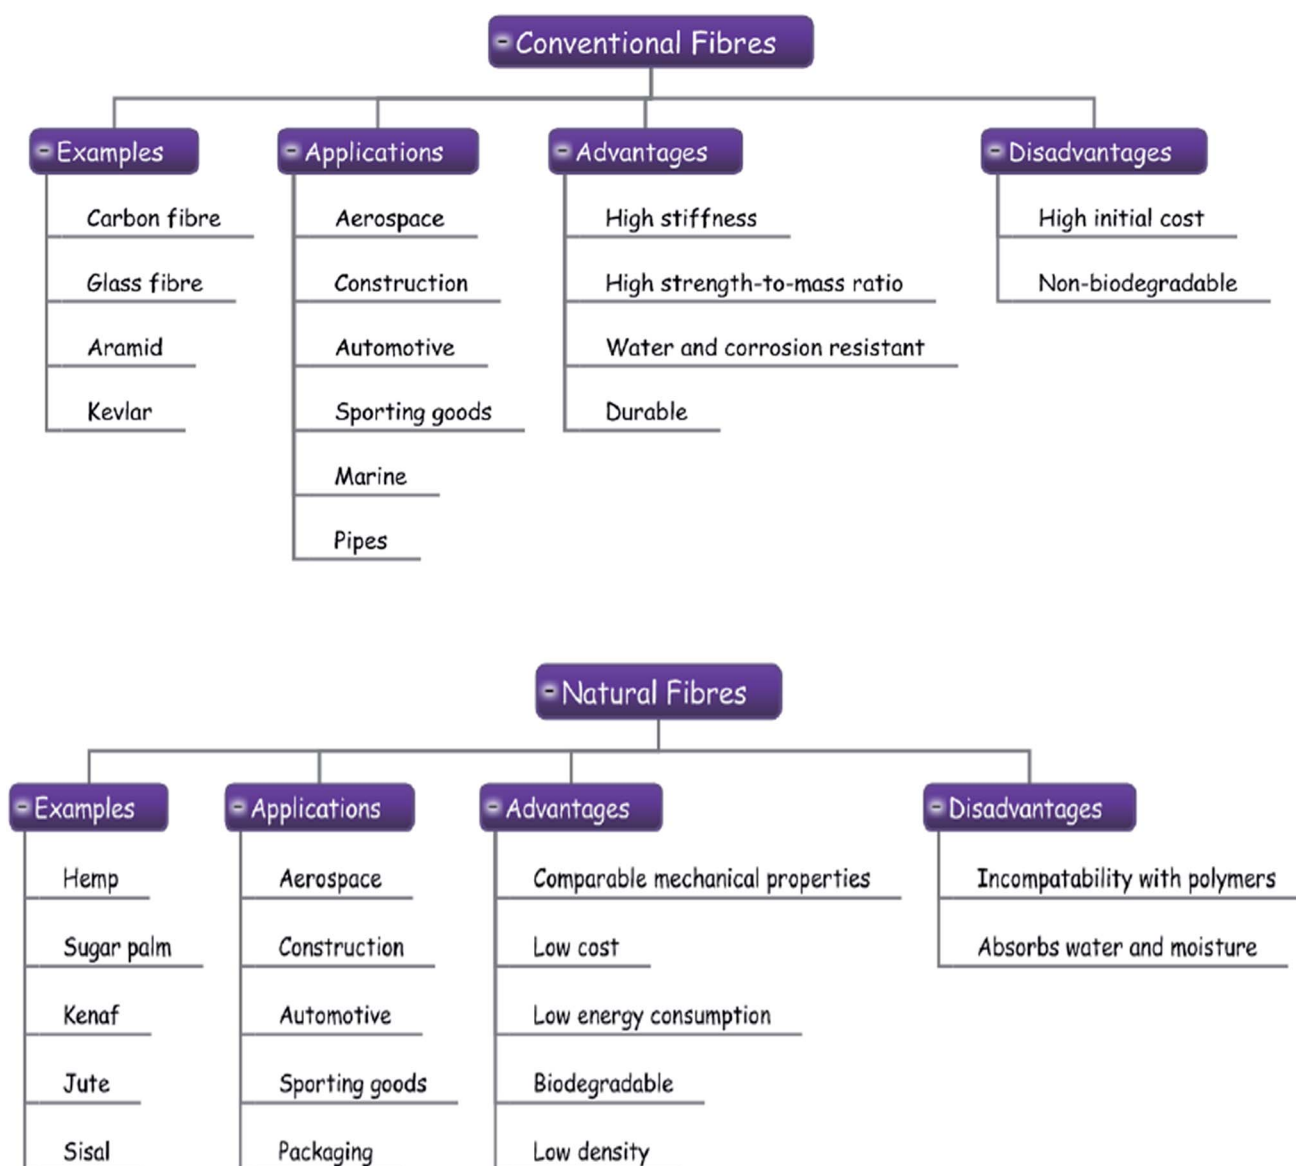 Conventional Fibres
Examples
Carbon fibre
Glass fibre
Aramid
Kevlar
Applications
Aerospace
Construction
Automotive
Sporting goods
Marine
Pipes
Advantages
High stiffness
High strength-to-mass ratio
Water and corrosion resistant
Durable
Disadvantages
High initial cost
Non-biodegradable
Natural Fibres
Examples
Hemp
Sugar palm
Kenaf
Jute
Sisal
Applications
Aerospace
Construction
Automotive
Sporting goods
Packaging
Advantages
Comparable mechanical properties
Low cost
Low energy consumption
Biodegradable
Low density
Disadvantages
Incompatability with polymers
Absorbs water and moisture